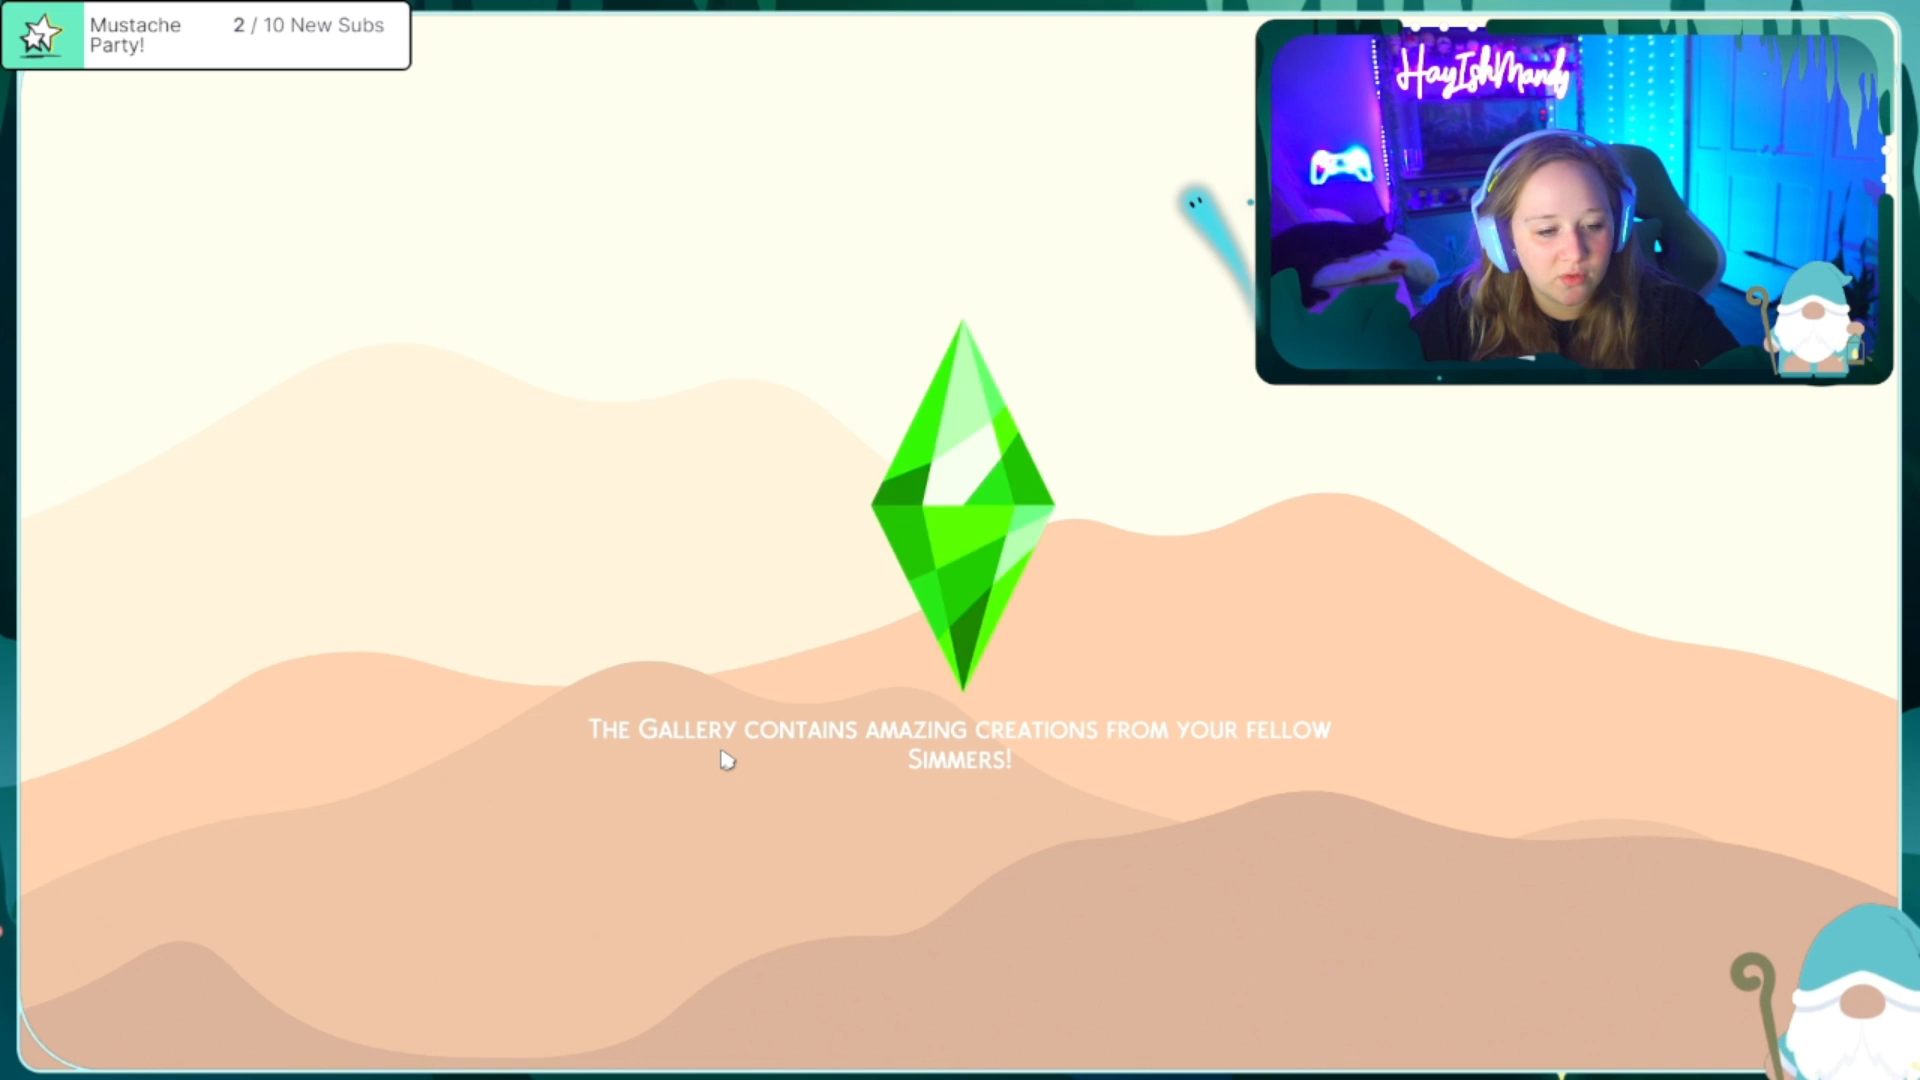 Mustache
Party!
2 / 10 New Subs
HayIshMandy
The Gallery contains amazing creations from your fellow
Simmers!